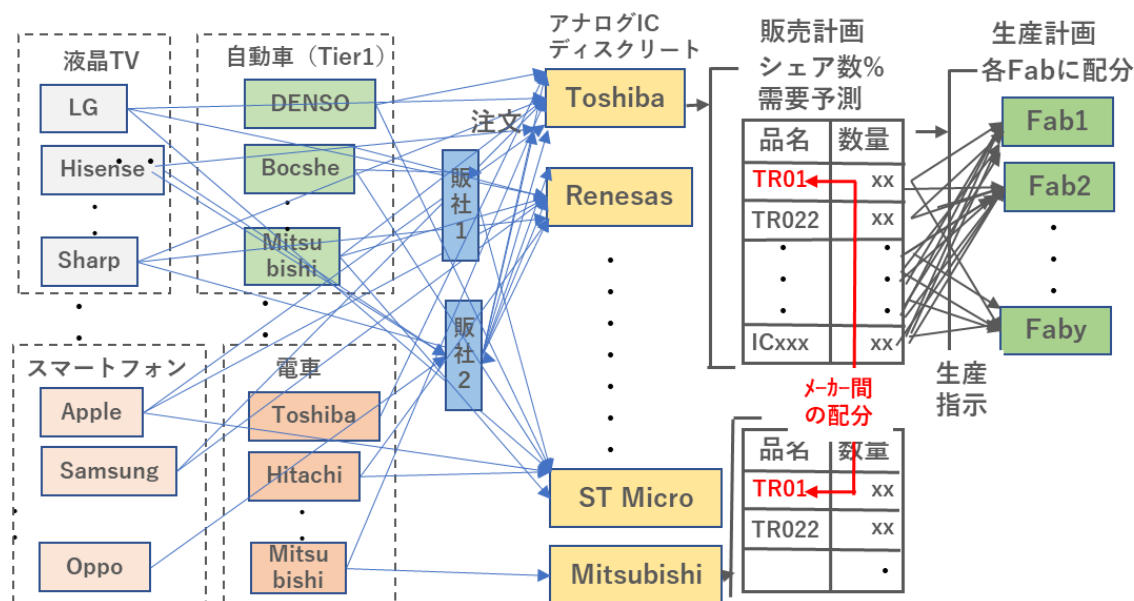 液晶TV
LG
Hisense
Sharp
自動車（Tier1）
DENSO
Bocshe
Mitsu
bishi
スマートフォン
Apple
Samsung
Oppo
電車
Toshiba
Hitachi
Mitsu
bishi
注文
販
社
1
販
社
2
アナログIC
ディスクリート
Toshiba
Renesas
ST Micro
Mitsubishi
販売計画
シェア数%
需要予測
品名 数量
TR01 xx
TR022 xx
ICxxx xx
メーカー間
の配分
品名 数量
TR01 xx
TR022 xx
生産計画
各Fabに配分
Fab1
Fab2
Faby
生産
指示